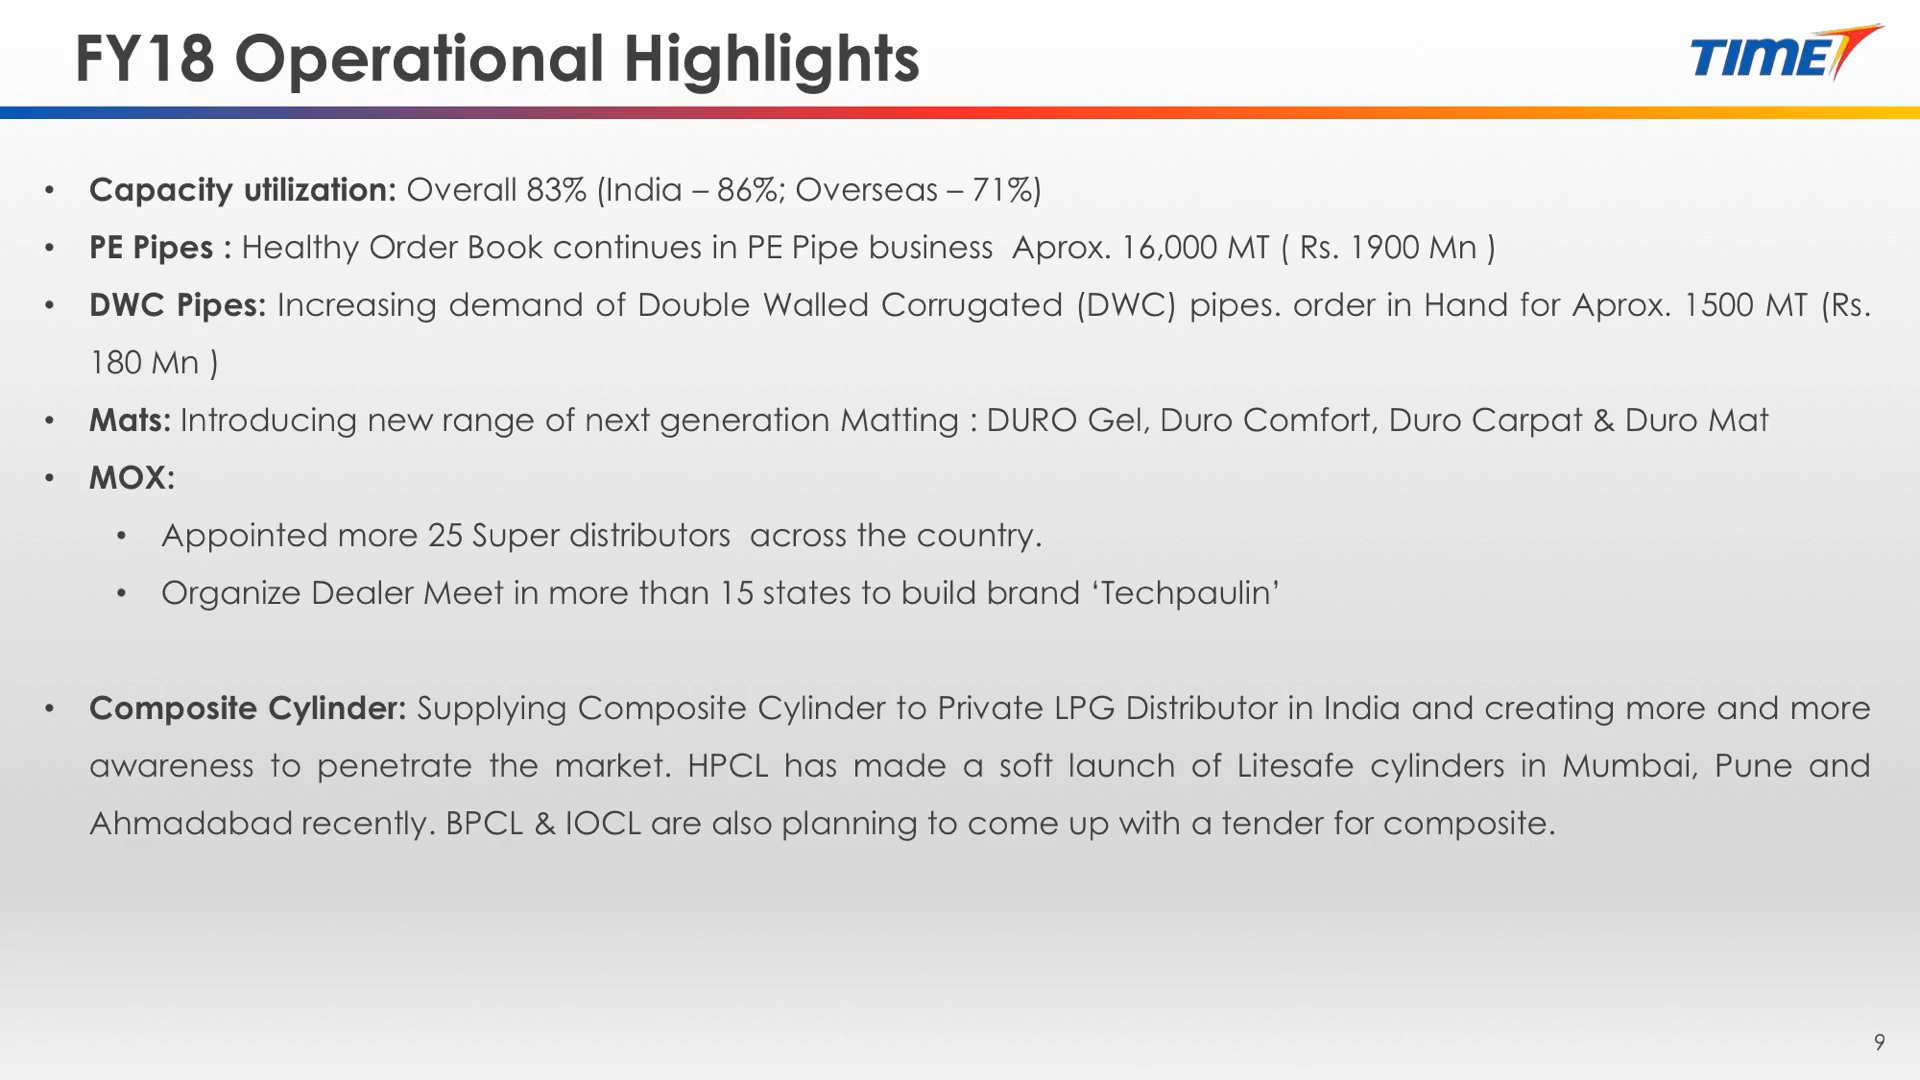 FY18 Operational Highlights
TIME
• Capacity utilization: Overall 83% (India – 86%; Overseas – 71%)
• PE Pipes : Healthy Order Book continues in PE Pipe business  Aprox. 16,000 MT ( Rs. 1900 Mn )
• DWC Pipes: Increasing demand of Double Walled Corrugated (DWC) pipes. order in Hand for Aprox. 1500 MT (Rs.
180 Mn )
• Mats: Introducing new range of next generation Matting : DURO Gel, Duro Comfort, Duro Carpat & Duro Mat
• MOX:
• Appointed more 25 Super distributors  across the country.
• Organize Dealer Meet in more than 15 states to build brand ‘Techpaulin’
• Composite Cylinder: Supplying Composite Cylinder to Private LPG Distributor in India and creating more and more
awareness to penetrate the market. HPCL has made a soft launch of Litesafe cylinders in Mumbai, Pune and
Ahmadabad recently. BPCL & IOCL are also planning to come up with a tender for composite.
9